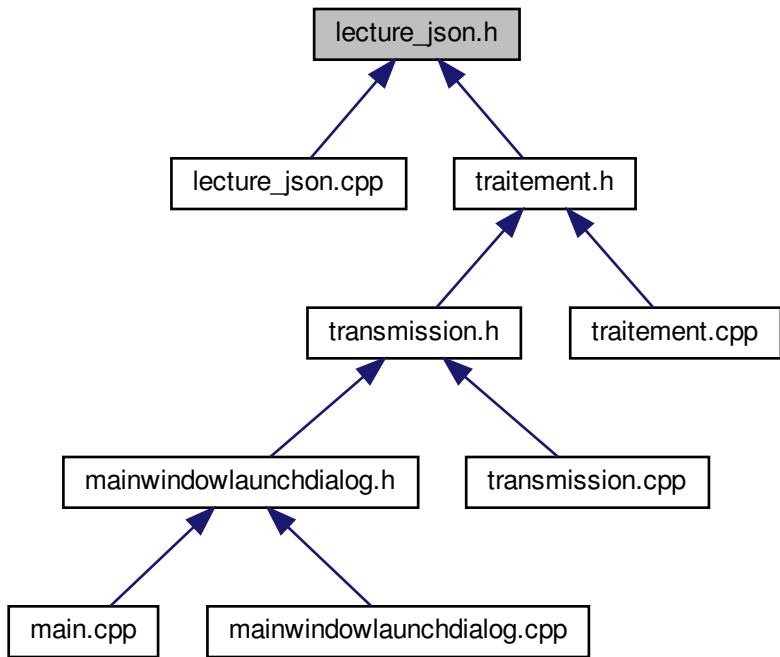 lecture_json.h
lecture_json.cpp
traitement.h
transmission.h
traitement.cpp
mainwindowlaunchdialog.h
transmission.cpp
main.cpp
mainwindowlaunchdialog.cpp